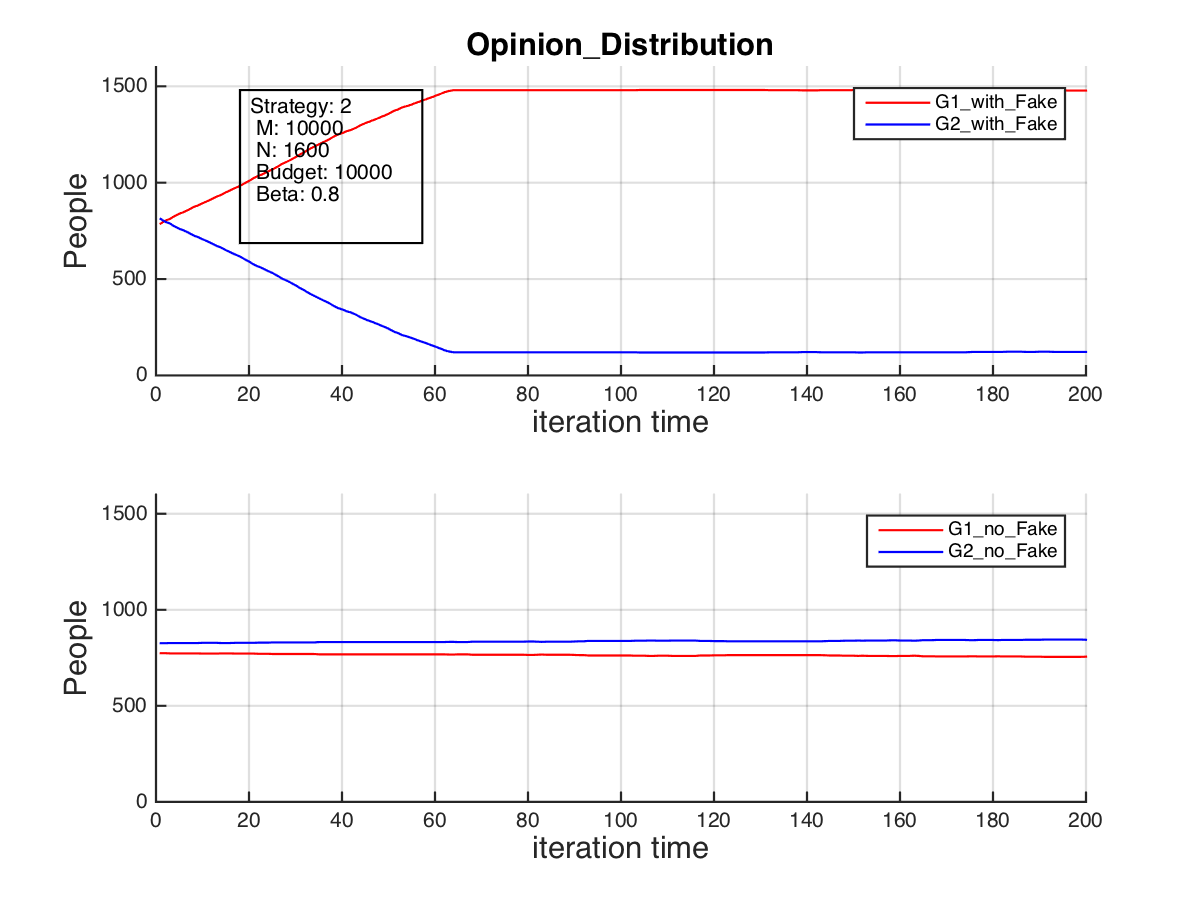 Opinion_Distribution
People
1500
1000
500
0
Strategy: 2
M: 10000
N: 1600
Budget: 10000
Beta: 0.8
G1_with_Fake
G2_with_Fake
0 20 40 60 80 100 120 140 160 180 200
iteration time
People
1500
1000
500
0
G1_no_Fake
G2_no_Fake
0 20 40 60 80 100 120 140 160 180 200
iteration time